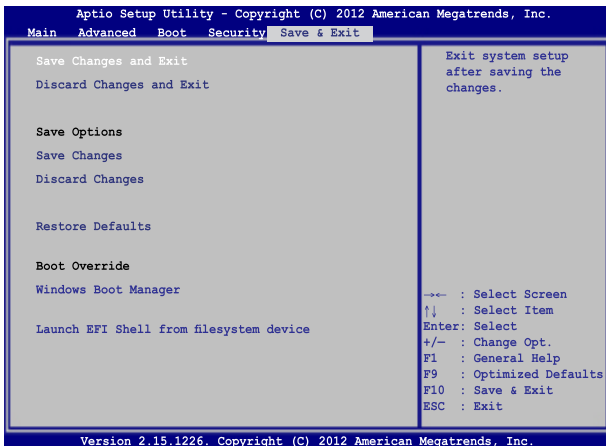 Aptio Setup Utility - Copyright (C) 2012 American Megatrends, Inc.
Main Advanced Boot Security Save & Exit
Save Changes and Exit
Discard Changes and Exit
Save Options
Save Changes
Discard Changes
Restore Defaults
Boot Override
Windows Boot Manager
Launch EFI Shell from filesystem device
Exit system setup
after saving the
changes.
→← : Select Screen
↑↓ : Select Item
Enter: Select
+/— : Change Opt.
F1 : General Help
F9 : Optimized Defaults
F10 : Save & Exit
ESC : Exit
Version 2.15.1226. Copyright (C) 2012 American Megatrends, Inc.